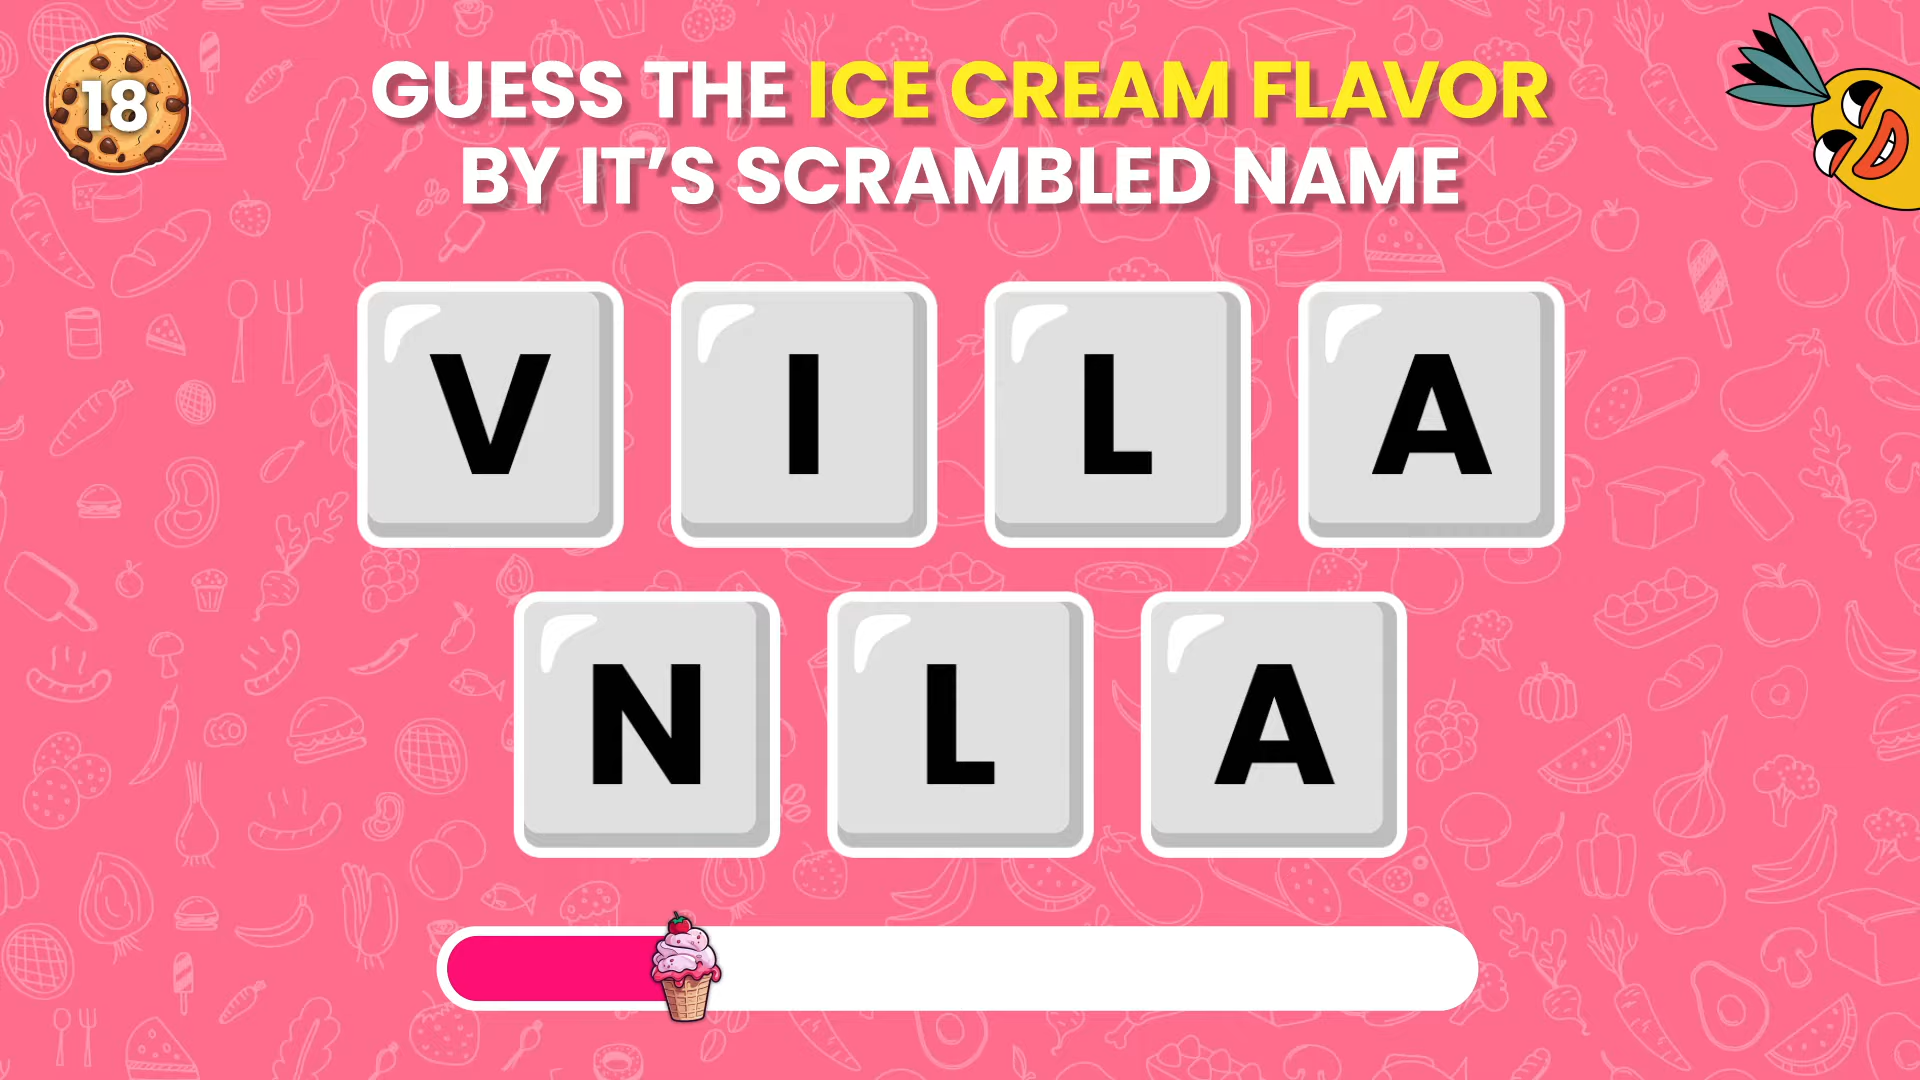 18
GUESS THE ICE CREAM FLAVOR
BY IT’S SCRAMBLED NAME
V I L A
N L A